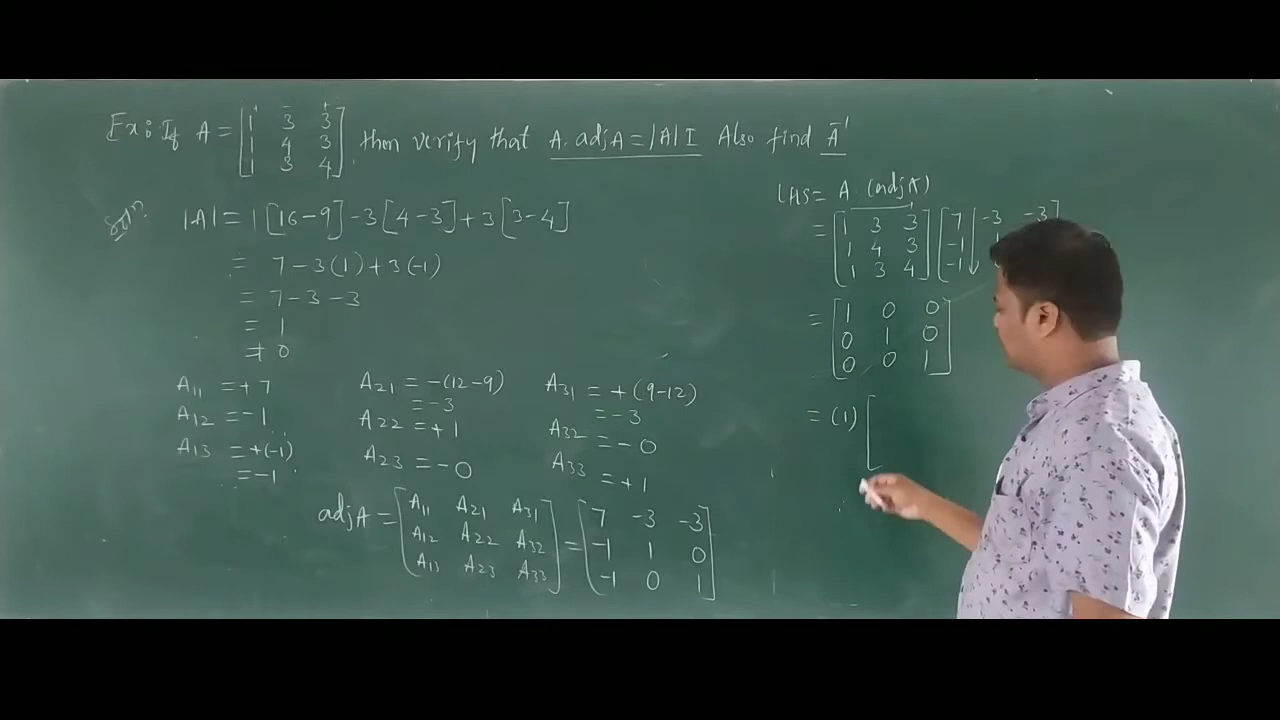 Ex: If A = [1 3 3; 1 4 3; 1 3 4], then verify that A. adjA = |A| I Also find A⁻¹
Soln.
|A| = 1[16-9] -3[4-3] +3[3-4]
= 7-3(1)+3(-1)
= 7-3-3
= 1
≠ 0
A11 = +7
A12 = -1
A13 = +(-1)
= -1
A21 = -(12-9)
= -3
A22 = +1
A23 = -0
A31 = +(9-12)
= -3
A32 = -0
A33 = +1
adjA = [A11 A21 A31; A12 A22 A32; A13 A23 A33] = [7 -3 -3; -1 1 0; -1 0 1]
LHS = A (adjA)
= [1 3 3; 1 4 3; 1 3 4] [7 -3 -3]
-1 1
-1
= [1 0 0; 0 1 0; 0 0 1]
= (1) [